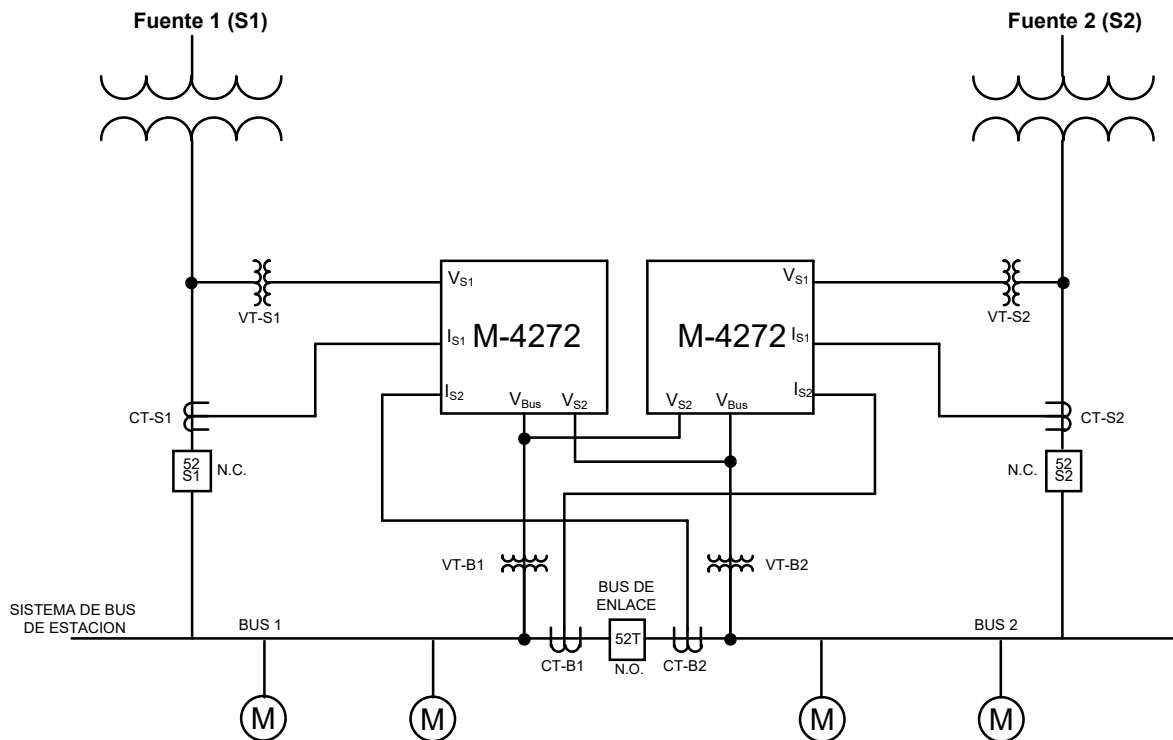 Fuente 1 (S1)
Fuente 2 (S2)
VS1
VS1
VT-S1
M-4272
M-4272
VT-S2
IS1
IS1
IS2
IS2
VBus
VS2
VS2
VBus
CT-S1
CT-S2
52
S1
N.C.
N.C.
52
S2
VT-B1
VT-B2
BUS DE
ENLACE
SISTEMA DE BUS
DE ESTACION
BUS 1
BUS 2
52T
CT-B1
N.O.
CT-B2
M
M
M
M